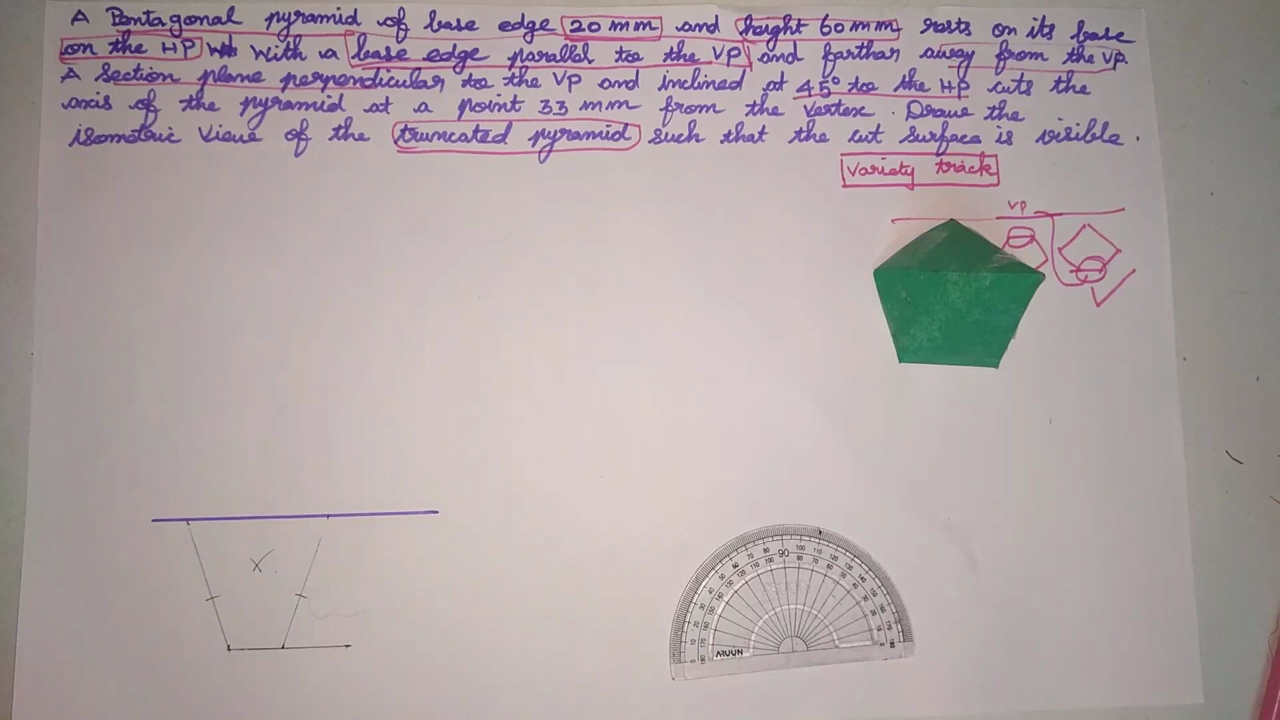 A Pentagonal pyramid of base edge 20 mm and height 60 mm rests on its base
on the HP with a base edge parallel to the VP and farthar away from the VP.
A Section plane perpendicular to the VP and inclined at 45° to the HP cuts the
axis of the pyramid at a point 33 mm from the vertex. Draw the
isometric View of the truncated pyramid such that the cut surface is visible.
Variety track
VP
X
90
ARUUN